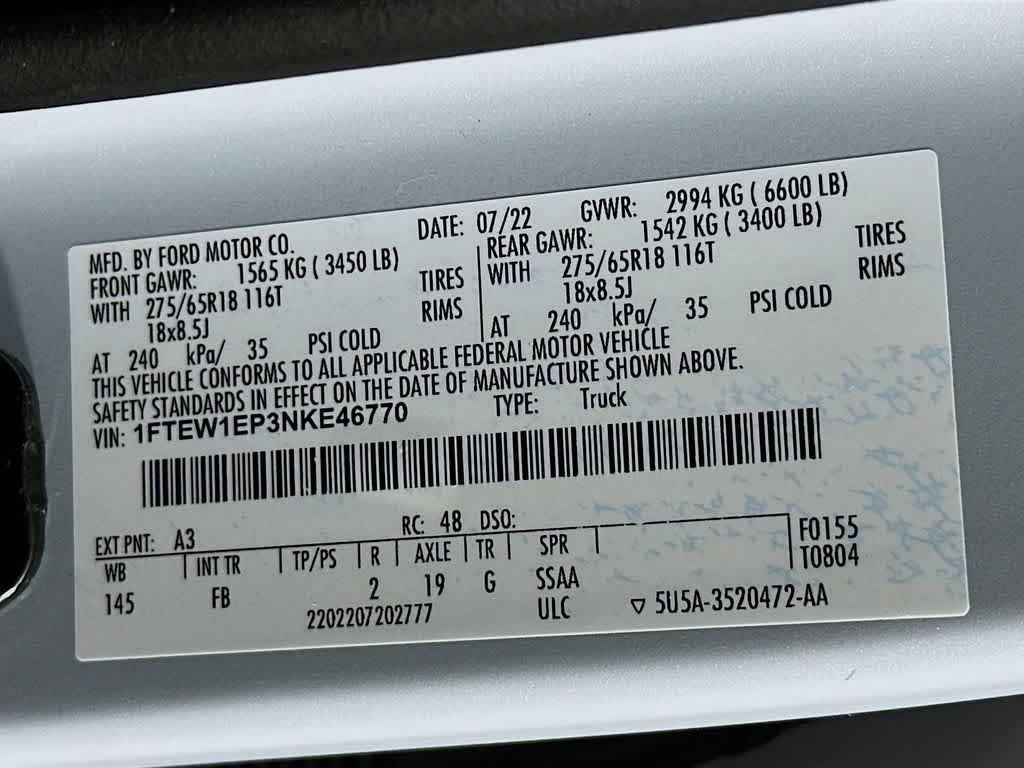 MFD. BY FORD MOTOR CO.
DATE: 07/22 GVWR: 2994 KG ( 6600 LB)
FRONT GAWR: 1565 KG ( 3450 LB)
WITH 275/65R18 116T TIRES
18x8.5J RIMS
AT 240 kPa/ 35 PSI COLD
REAR GAWR: 1542 KG ( 3400 LB)
WITH 275/65R18 116T TIRES
18x8.5J RIMS
AT 240 kPa/ 35 PSI COLD
THIS VEHICLE CONFORMS TO ALL APPLICABLE FEDERAL MOTOR VEHICLE
SAFETY STANDARDS IN EFFECT ON THE DATE OF MANUFACTURE SHOWN ABOVE.
VIN: 1FTEW1EP3NKE46770 TYPE: Truck
EXT PNT: A3 RC: 48 DSO:
WB INT TR TP/PS R AXLE TR SPR F0155
145 FB 2 19 G SSAA T0804
2202207202777 ULC ▽ 5U5A-3520472-AA